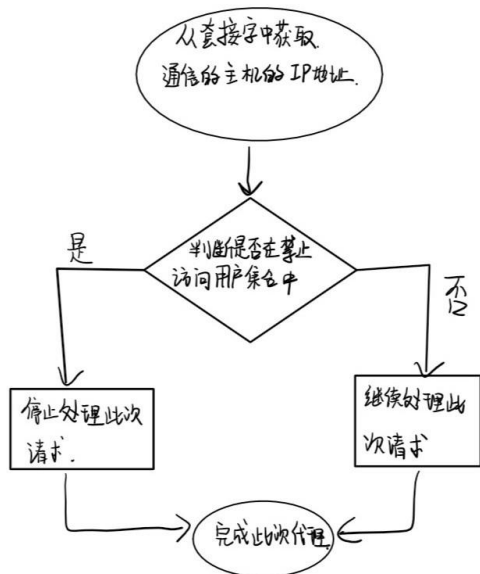 从套接字中获取
通信的主机的IP地址.
判断是否在禁止
访问用户集合中
是
否
停止处理此次
请求.
继续处理此
次请求
完成此次代理